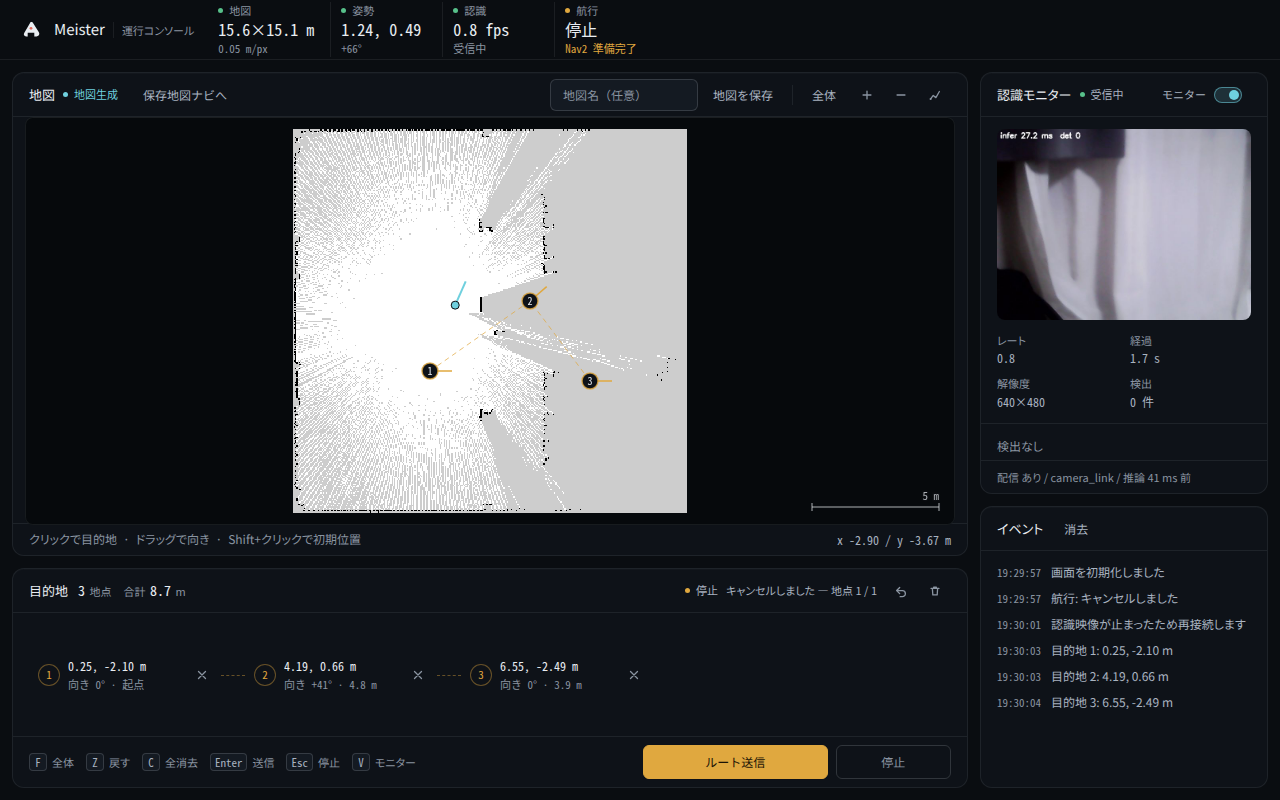 Meister
運行コンソール
地図
15.6×15.1 m
0.05 m/px
姿勢
1.24, 0.49
+66°
認識
0.8 fps
受信中
航行
停止
Nav2 準備完了
地図
地図生成
保存地図ナビへ
地図名（任意）
地図を保存
全体
+
−
1
2
3
5 m
クリックで目的地 · ドラッグで向き · Shift+クリックで初期位置
x -2.90 / y -3.67 m
目的地 3 地点 合計 8.7 m
停止 キャンセルしました — 地点 1 / 1
1
0.25, -2.10 m
向き 0° · 起点
2
4.19, 0.66 m
向き +41° · 4.8 m
3
6.55, -2.49 m
向き 0° · 3.9 m
F 全体
Z 戻す
C 全消去
Enter 送信
Esc 停止
V モニター
ルート送信
停止
認識モニター
受信中
モニター
infer 27.2 ms det 0
レート
0.8
経過
1.7 s
解像度
640×480
検出
0 件
検出なし
配信 あり / camera_link / 推論 41 ms 前
イベント
消去
19:29:57 画面を初期化しました
19:29:57 航行: キャンセルしました
19:30:01 認識映像が止まったため再接続します
19:30:03 目的地 1: 0.25, -2.10 m
19:30:03 目的地 2: 4.19, 0.66 m
19:30:04 目的地 3: 6.55, -2.49 m